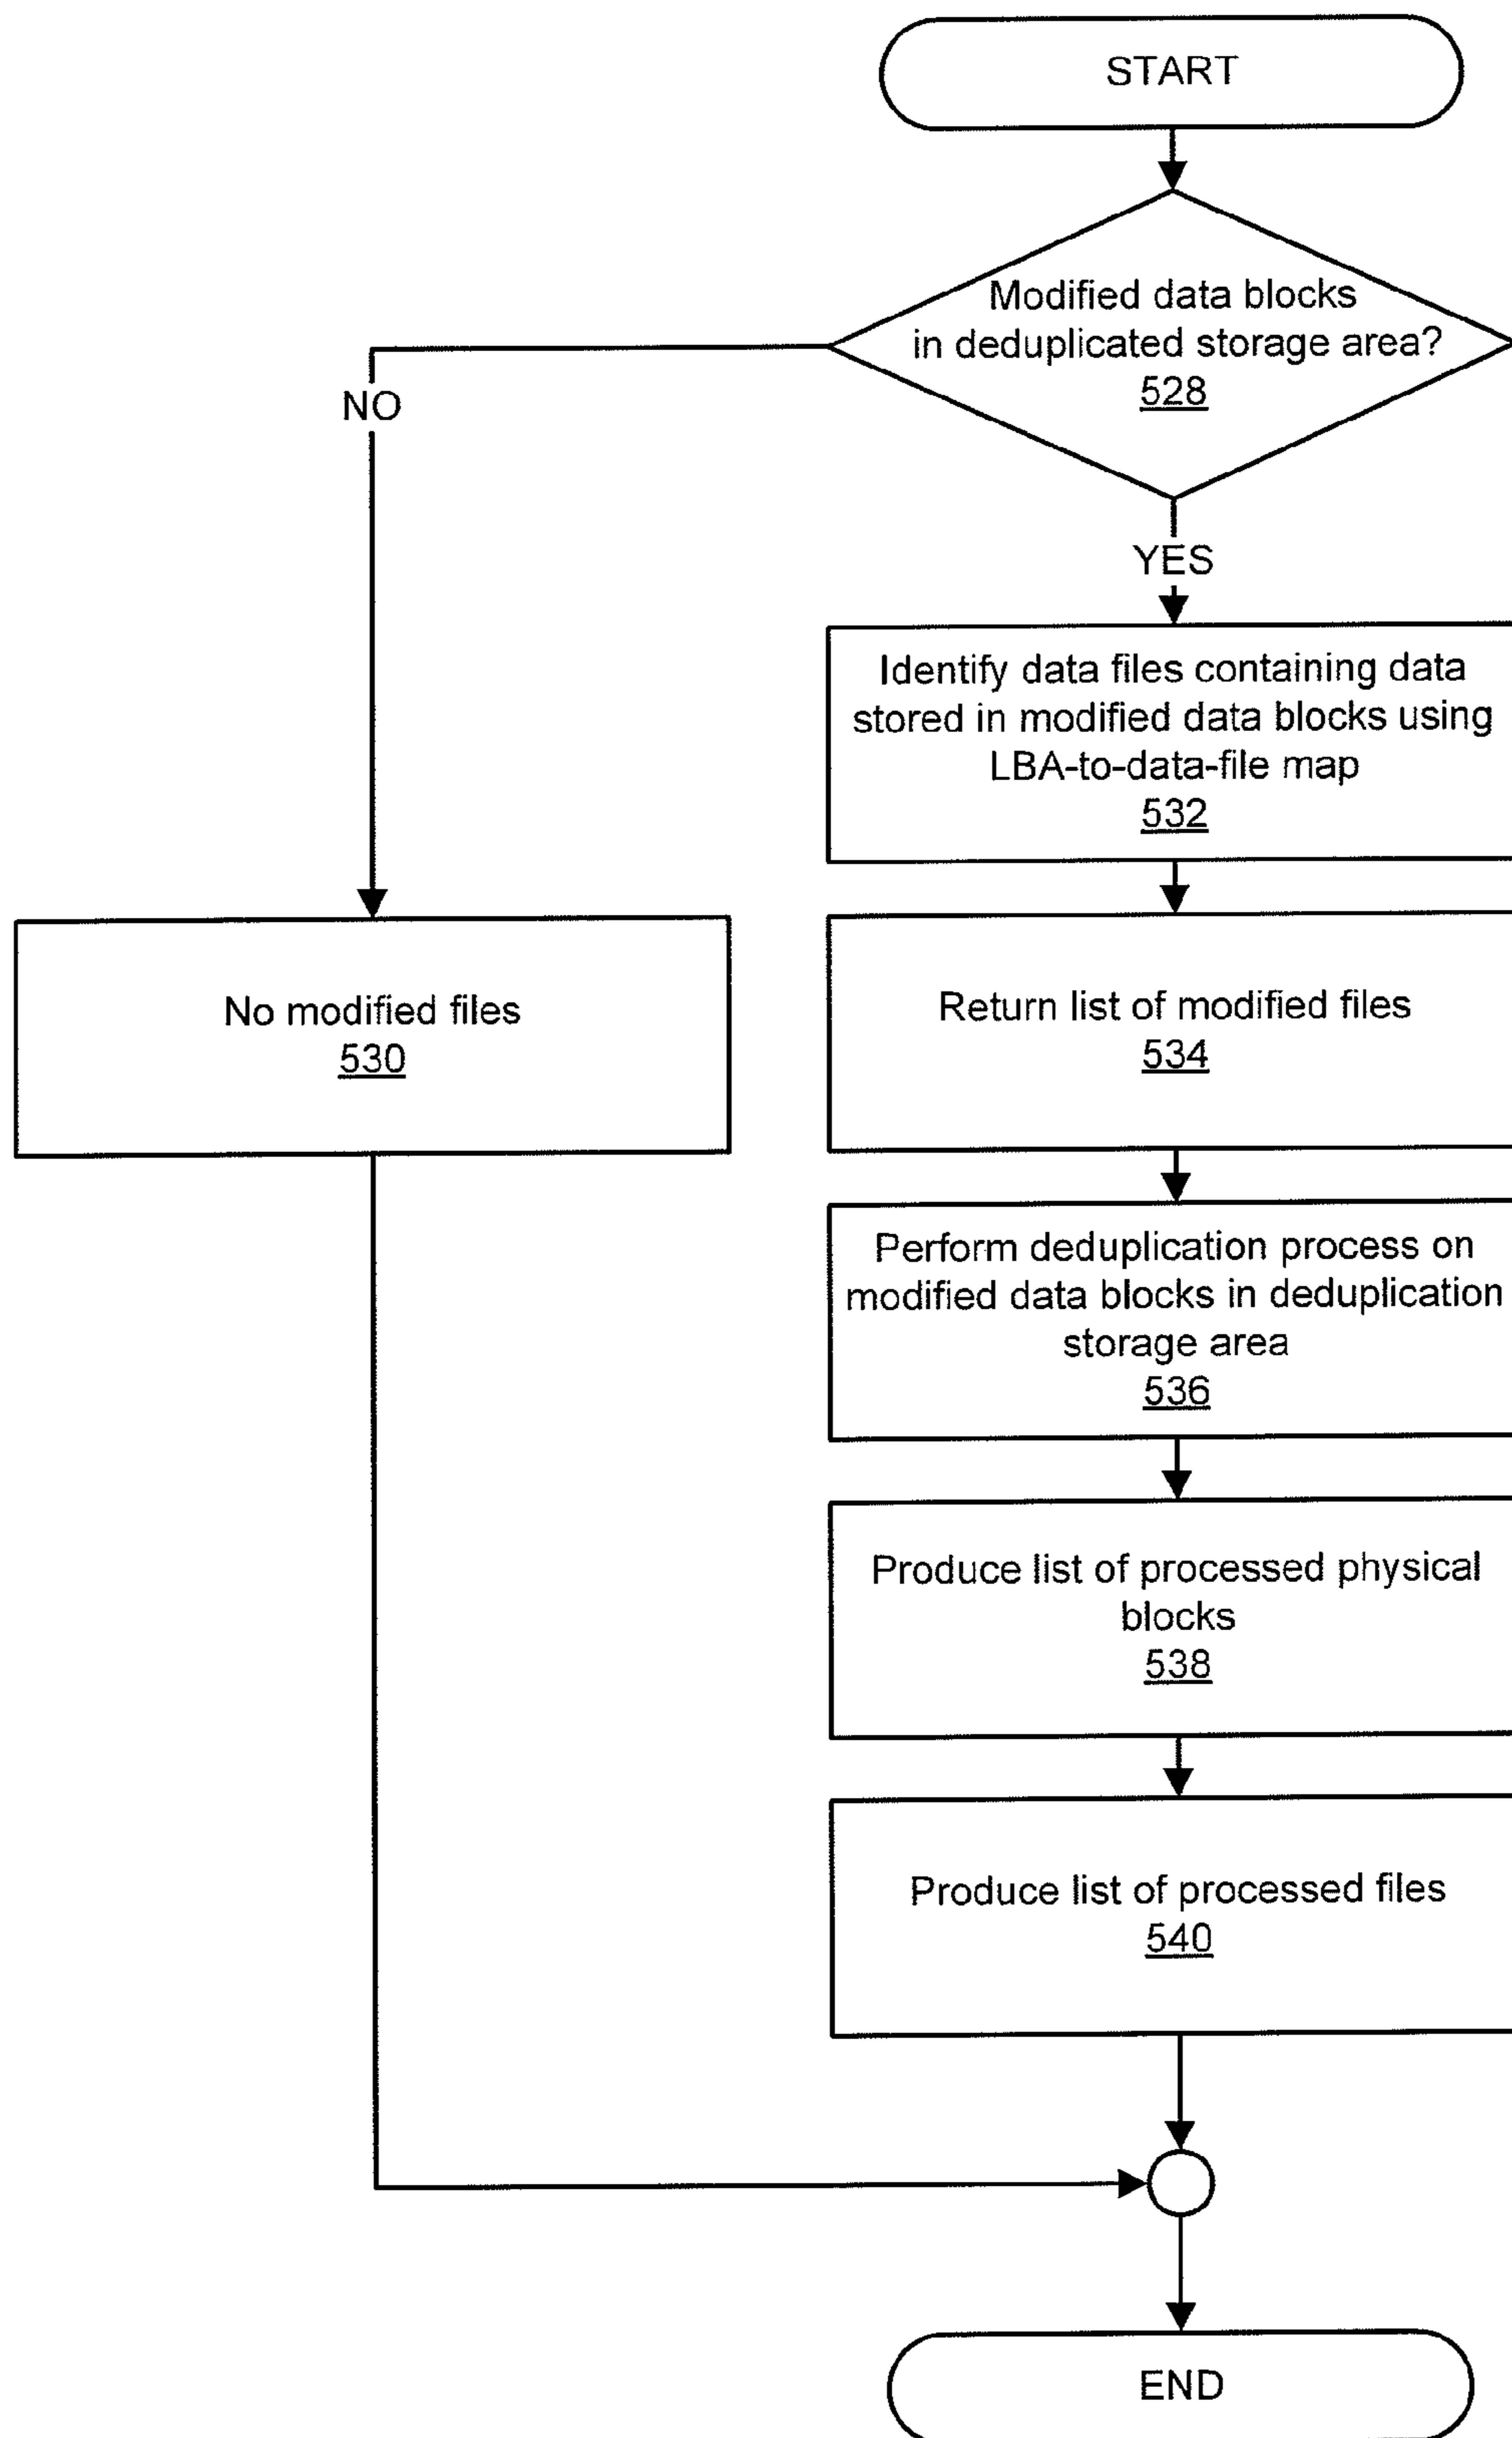 START
Modified data blocks
in deduplicated storage area?
528
NO
YES
Identify data files containing data
stored in modified data blocks using
LBA-to-data-file map
532
No modified files
530
Return list of modified files
534
Perform deduplication process on
modified data blocks in deduplication
storage area
536
Produce list of processed physical
blocks
538
Produce list of processed files
540
END